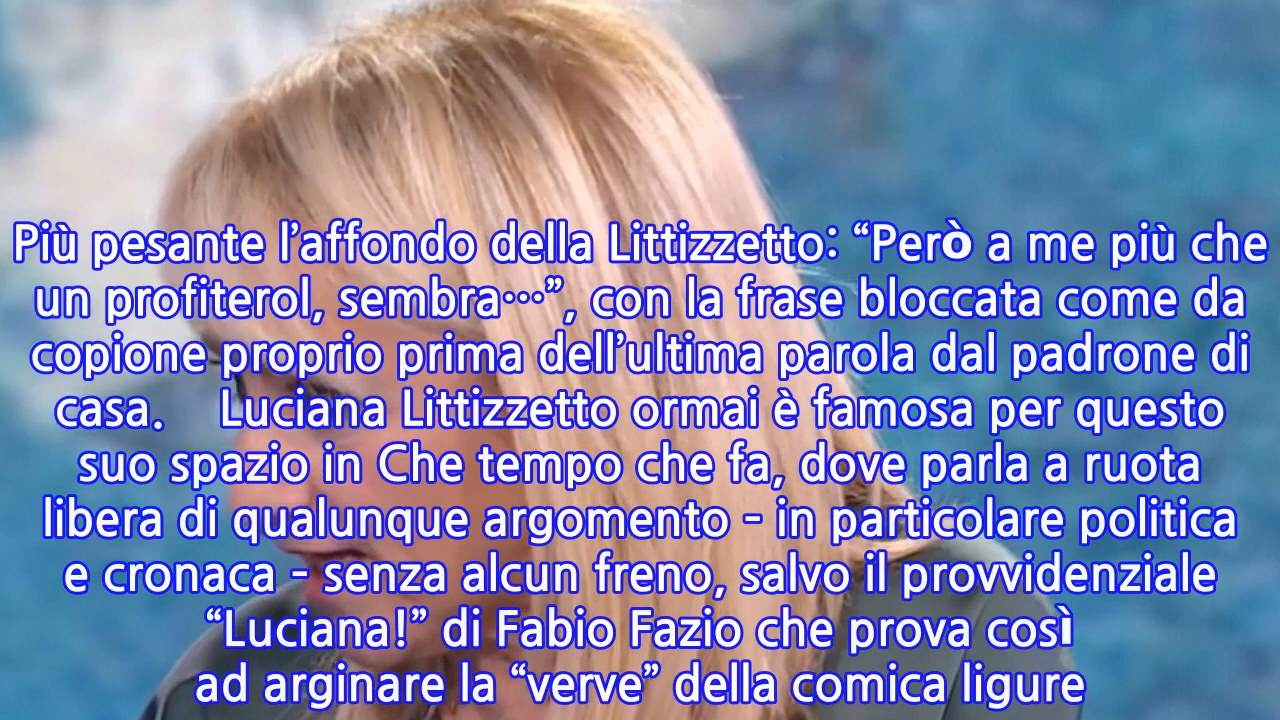 Più pesante l’affondo della Littizzetto: “Però a me più che
un profiterol, sembra…”, con la frase bloccata come da
copione proprio prima dell’ultima parola dal padrone di
casa.    Luciana Littizzetto ormai è famosa per questo
suo spazio in Che tempo che fa, dove parla a ruota
libera di qualunque argomento - in particolare politica
e cronaca - senza alcun freno, salvo il provvidenziale
“Luciana!” di Fabio Fazio che prova così
ad arginare la “verve” della comica ligure